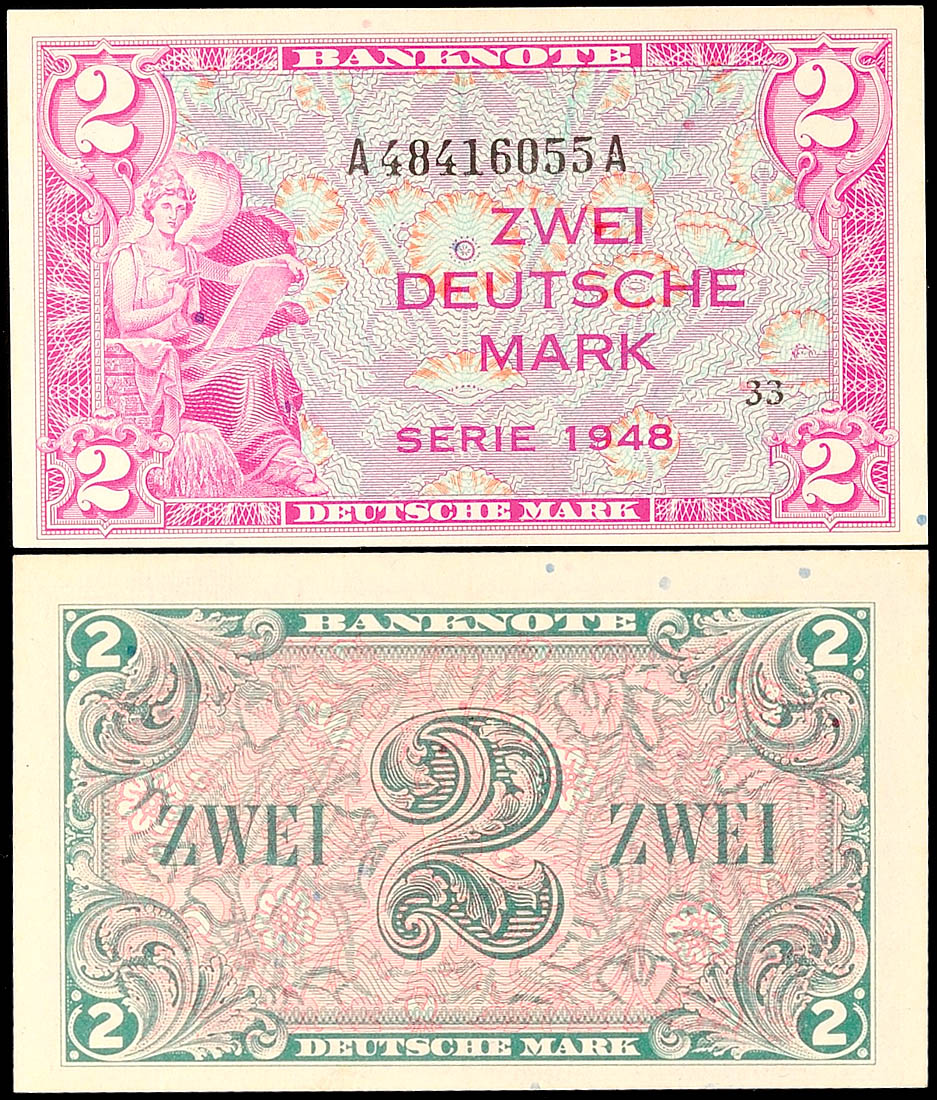 2 BANKNOTE 2
A 48416055 A
ZWEI
DEUTSCHE
MARK
33
SERIE 1948
2 DEUTSCHE MARK 2
2 BANKNOTE 2
ZWEI 2 ZWEI
2 DEUTSCHE MARK 2